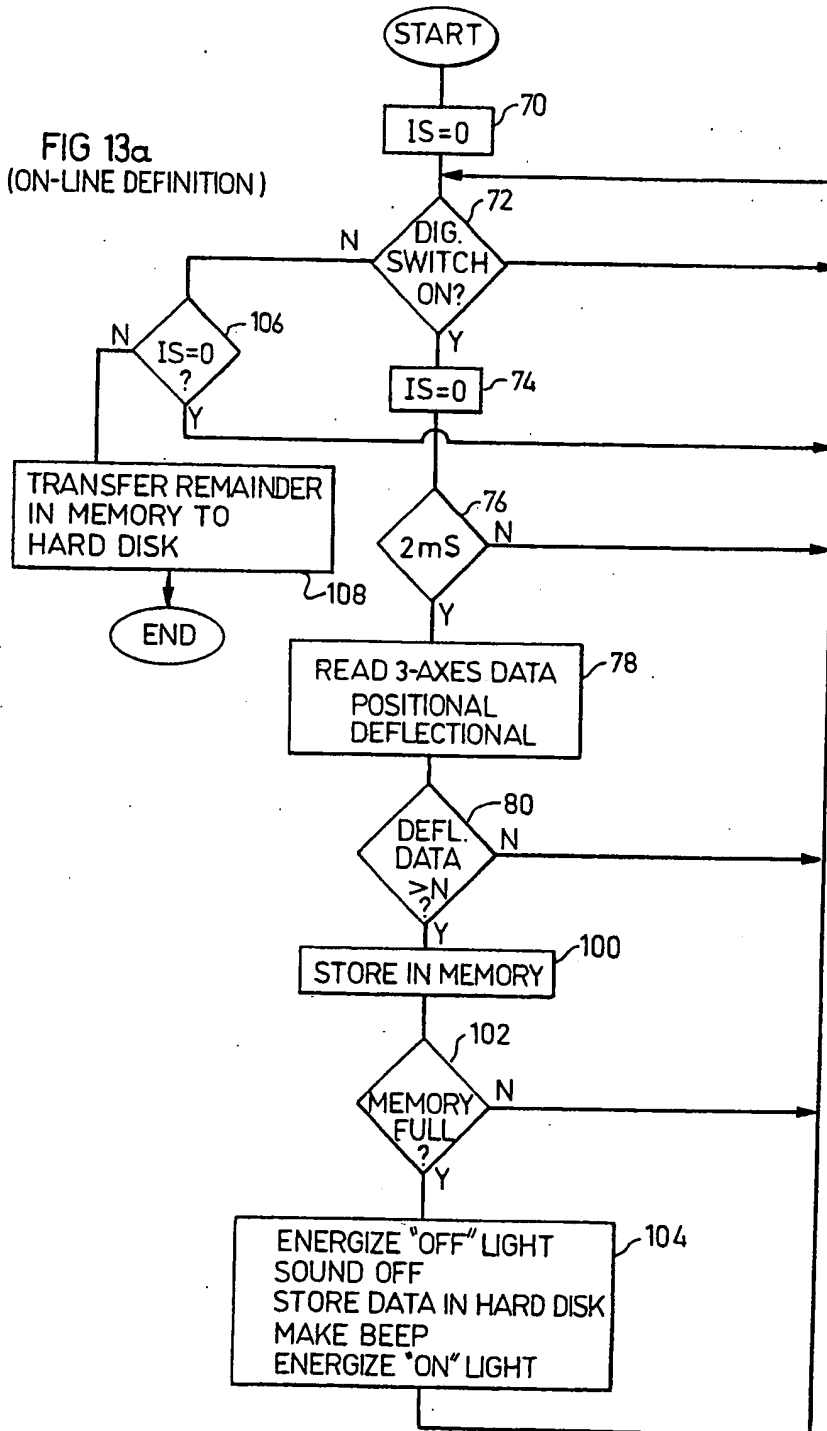 START
70
IS=0
FIG 13a
(ON-LINE DEFINITION)
72
N
DIG.
SWITCH
ON?
106
N
IS=0
?
Y
Y
IS=0
74
TRANSFER REMAINDER
IN MEMORY TO
HARD DISK
108
END
76
2mS
N
Y
READ 3-AXES DATA
POSITIONAL
DEFLECTIONAL
78
80
DEFL.
DATA
>N
?
N
Y
STORE IN MEMORY
100
102
MEMORY
FULL
?
N
Y
ENERGIZE "OFF" LIGHT
SOUND OFF
STORE DATA IN HARD DISK
MAKE BEEP
ENERGIZE "ON" LIGHT
104